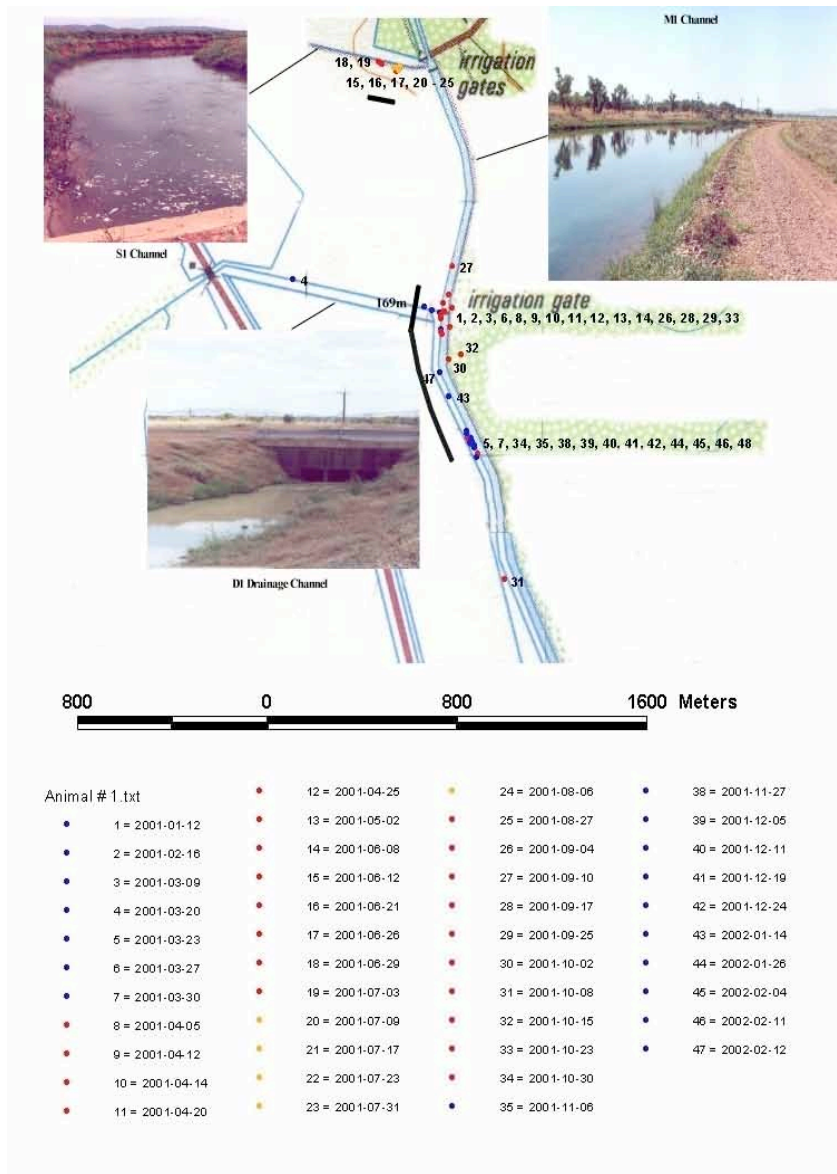 M1 Channel
18, 19
irrigation
gates
15, 16, 17, 20 - 25
S1 Channel
27
4
169m
irrigation gate
1, 2, 3, 6, 8, 9, 10, 11, 12, 13, 14, 26, 28, 29, 33
32
30
47
43
5, 7, 34, 35, 38, 39, 40. 41, 42, 44, 45, 46, 48
31
D1 Drainage Channel
800 0 800 1600 Meters
Animal # 1.txt
1 = 2001-01-12
2 = 2001-02-16
3 = 2001-03-09
4 = 2001-03-20
5 = 2001-03-23
6 = 2001-03-27
7 = 2001-03-30
8 = 2001-04-05
9 = 2001-04-12
10 = 2001-04-14
11 = 2001-04-20
12 = 2001-04-25
13 = 2001-05-02
14 = 2001-06-08
15 = 2001-06-12
16 = 2001-06-21
17 = 2001-06-26
18 = 2001-06-29
19 = 2001-07-03
20 = 2001-07-09
21 = 2001-07-17
22 = 2001-07-23
23 = 2001-07-31
24 = 2001-08-06
25 = 2001-08-27
26 = 2001-09-04
27 = 2001-09-10
28 = 2001-09-17
29 = 2001-09-25
30 = 2001-10-02
31 = 2001-10-08
32 = 2001-10-15
33 = 2001-10-23
34 = 2001-10-30
35 = 2001-11-06
38 = 2001-11-27
39 = 2001-12-05
40 = 2001-12-11
41 = 2001-12-19
42 = 2001-12-24
43 = 2002-01-14
44 = 2002-01-26
45 = 2002-02-04
46 = 2002-02-11
47 = 2002-02-12